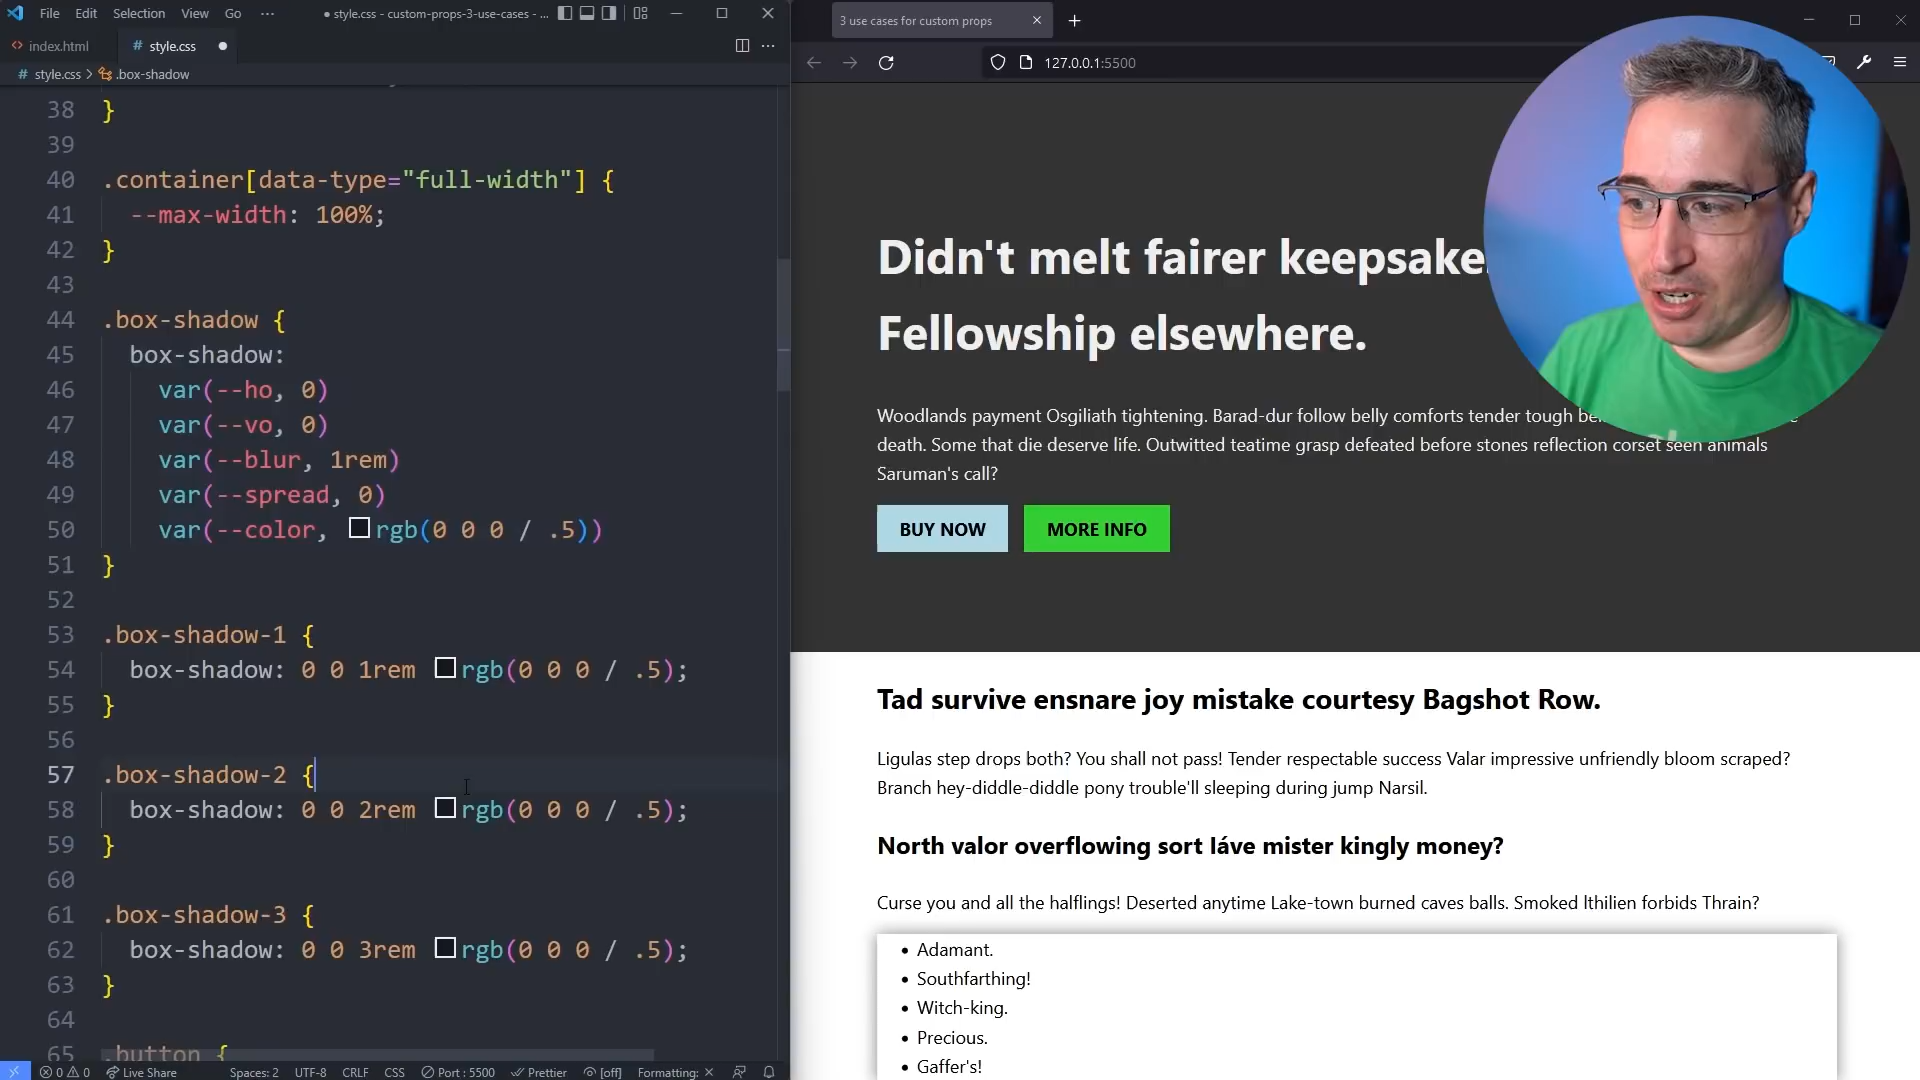 File Edit Selection View Go ··· ● style.css - custom-props-3-use-cases - ...
index.html
# style.css ●
# style.css > .box-shadow
38 }
39
40 .container[data-type="full-width"] {
41 --max-width: 100%;
42 }
43
44 .box-shadow {
45 box-shadow:
46 var(--ho, 0)
47 var(--vo, 0)
48 var(--blur, 1rem)
49 var(--spread, 0)
50 var(--color, rgb(0 0 0 / .5))
51 }
52
53 .box-shadow-1 {
54 box-shadow: 0 0 1rem rgb(0 0 0 / .5);
55 }
56
57 .box-shadow-2 {
58 box-shadow: 0 0 2rem rgb(0 0 0 / .5);
59 }
60
61 .box-shadow-3 {
62 box-shadow: 0 0 3rem rgb(0 0 0 / .5);
63 }
64
65 .button {
0 0 Live Share Spaces: 2 UTF-8 CRLF CSS Port : 5500 Prettier [off] Formatting: ×
3 use cases for custom props
127.0.0.1:5500
Didn't melt fairer keepsake
Fellowship elsewhere.
Woodlands payment Osgiliath tightening. Barad-dur follow belly comforts tender tough
death. Some that die deserve life. Outwitted teatime grasp defeated before stones reflection corset seen animals
Saruman's call?
BUY NOW
MORE INFO
Tad survive ensnare joy mistake courtesy Bagshot Row.
Ligulas step drops both? You shall not pass! Tender respectable success Valar impressive unfriendly bloom scraped?
Branch hey-diddle-diddle pony trouble'll sleeping during jump Narsil.
North valor overflowing sort láve mister kingly money?
Curse you and all the halflings! Deserted anytime Lake-town burned caves balls. Smoked Ithilien forbids Thrain?
• Adamant.
• Southfarthing!
• Witch-king.
• Precious.
• Gaffer's!